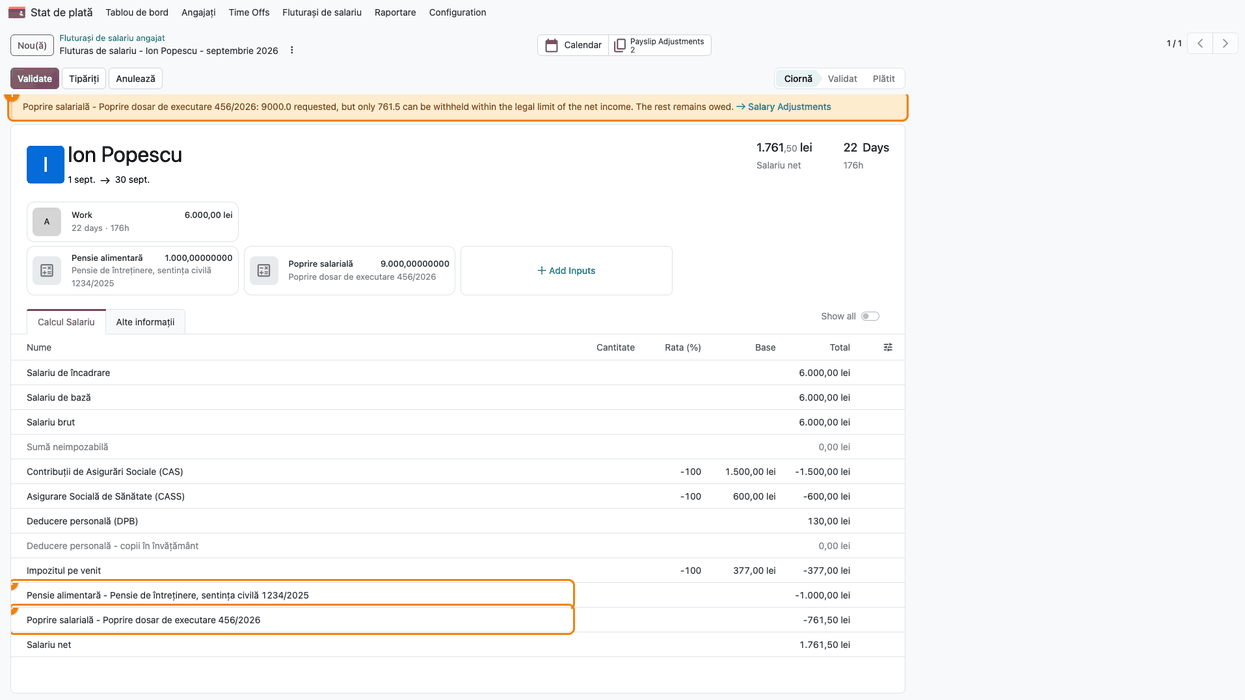 Stat de plată
Tablou de bord
Angajați
Time Offs
Fluturași de salariu
Raportare
Configuration
Nou(ă)
Fluturași de salariu angajat
Fluturas de salariu - Ion Popescu - septembrie 2026
Calendar
Payslip Adjustments
2
1 / 1
Validate
Tipăriți
Anulează
Ciornă
Validat
Plătit
Poprire salarială - Poprire dosar de executare 456/2026: 9000.0 requested, but only 761.5 can be withheld within the legal limit of the net income. The rest remains owed. → Salary Adjustments
I
Ion Popescu
1 sept. → 30 sept.
1.761,50 lei
Salariu net
22 Days
176h
A
Work
6.000,00 lei
22 days · 176h
Pensie alimentară
1.000,00000000
Pensie de întreținere, sentința civilă
1234/2025
Poprire salarială
9.000,00000000
Poprire dosar de executare 456/2026
+ Add Inputs
Calcul Salariu
Alte informații
Show all
Nume Cantitate Rata (%) Base Total
Salariu de încadrare 6.000,00 lei
Salariu de bază 6.000,00 lei
Salariu brut 6.000,00 lei
Sumă neimpozabilă 0,00 lei
Contribuții de Asigurări Sociale (CAS) -100 1.500,00 lei -1.500,00 lei
Asigurare Socială de Sănătate (CASS) -100 600,00 lei -600,00 lei
Deducere personală (DPB) 130,00 lei
Deducere personală - copii în învățământ 0,00 lei
Impozitul pe venit -100 377,00 lei -377,00 lei
Pensie alimentară - Pensie de întreținere, sentința civilă 1234/2025 -1.000,00 lei
Poprire salarială - Poprire dosar de executare 456/2026 -761,50 lei
Salariu net 1.761,50 lei